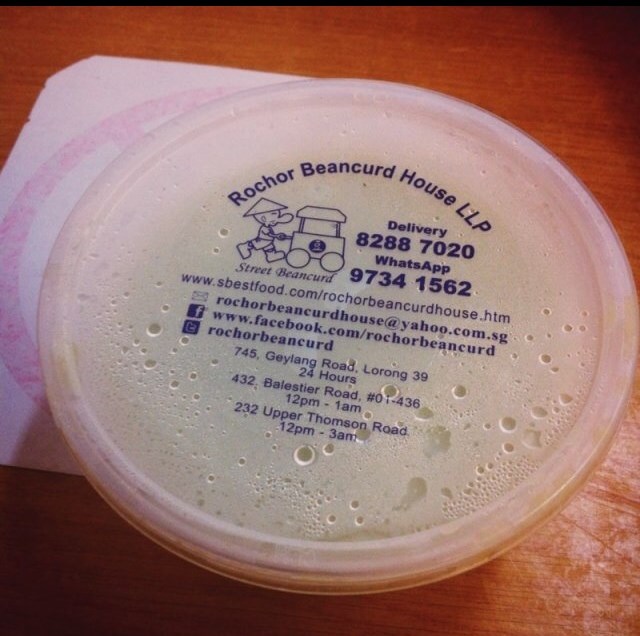 Rochor Beancurd House LLP
Street Beancurd
Delivery
8288 7020
WhatsApp
9734 1562
www.sbestfood.com/rochorbeancurdhouse.htm
rochorbeancurdhouse@yahoo.com.sg
f www.facebook.com/rochorbeancurd
rochorbeancurd
745, Geylang Road, Lorong 39
24 Hours
432, Balestier Road, #01-436
12pm - 1am
232 Upper Thomson Road
12pm - 3am